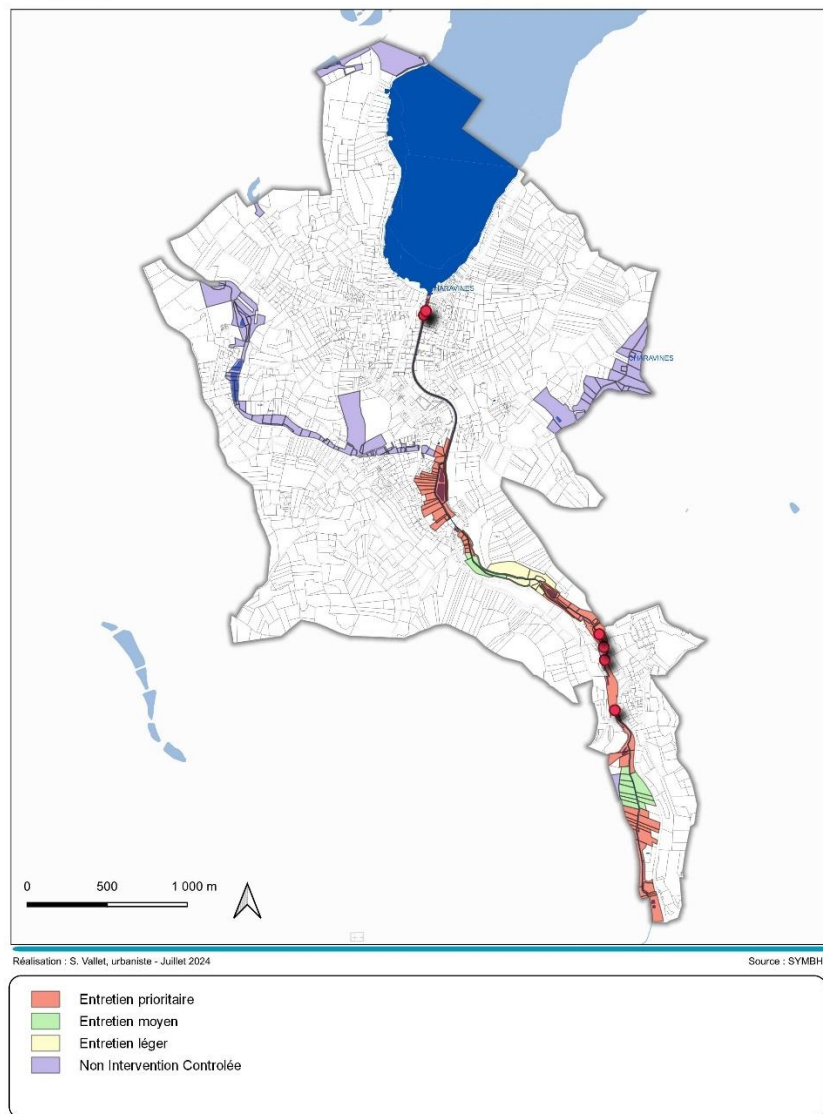 CHARAVINES
CHARAVINES
0 500 1 000 m
Réalisation : S. Vallet, urbaniste - Juillet 2024
Source : SYMBH
Entretien prioritaire
Entretien moyen
Entretien léger
Non Intervention Controlée